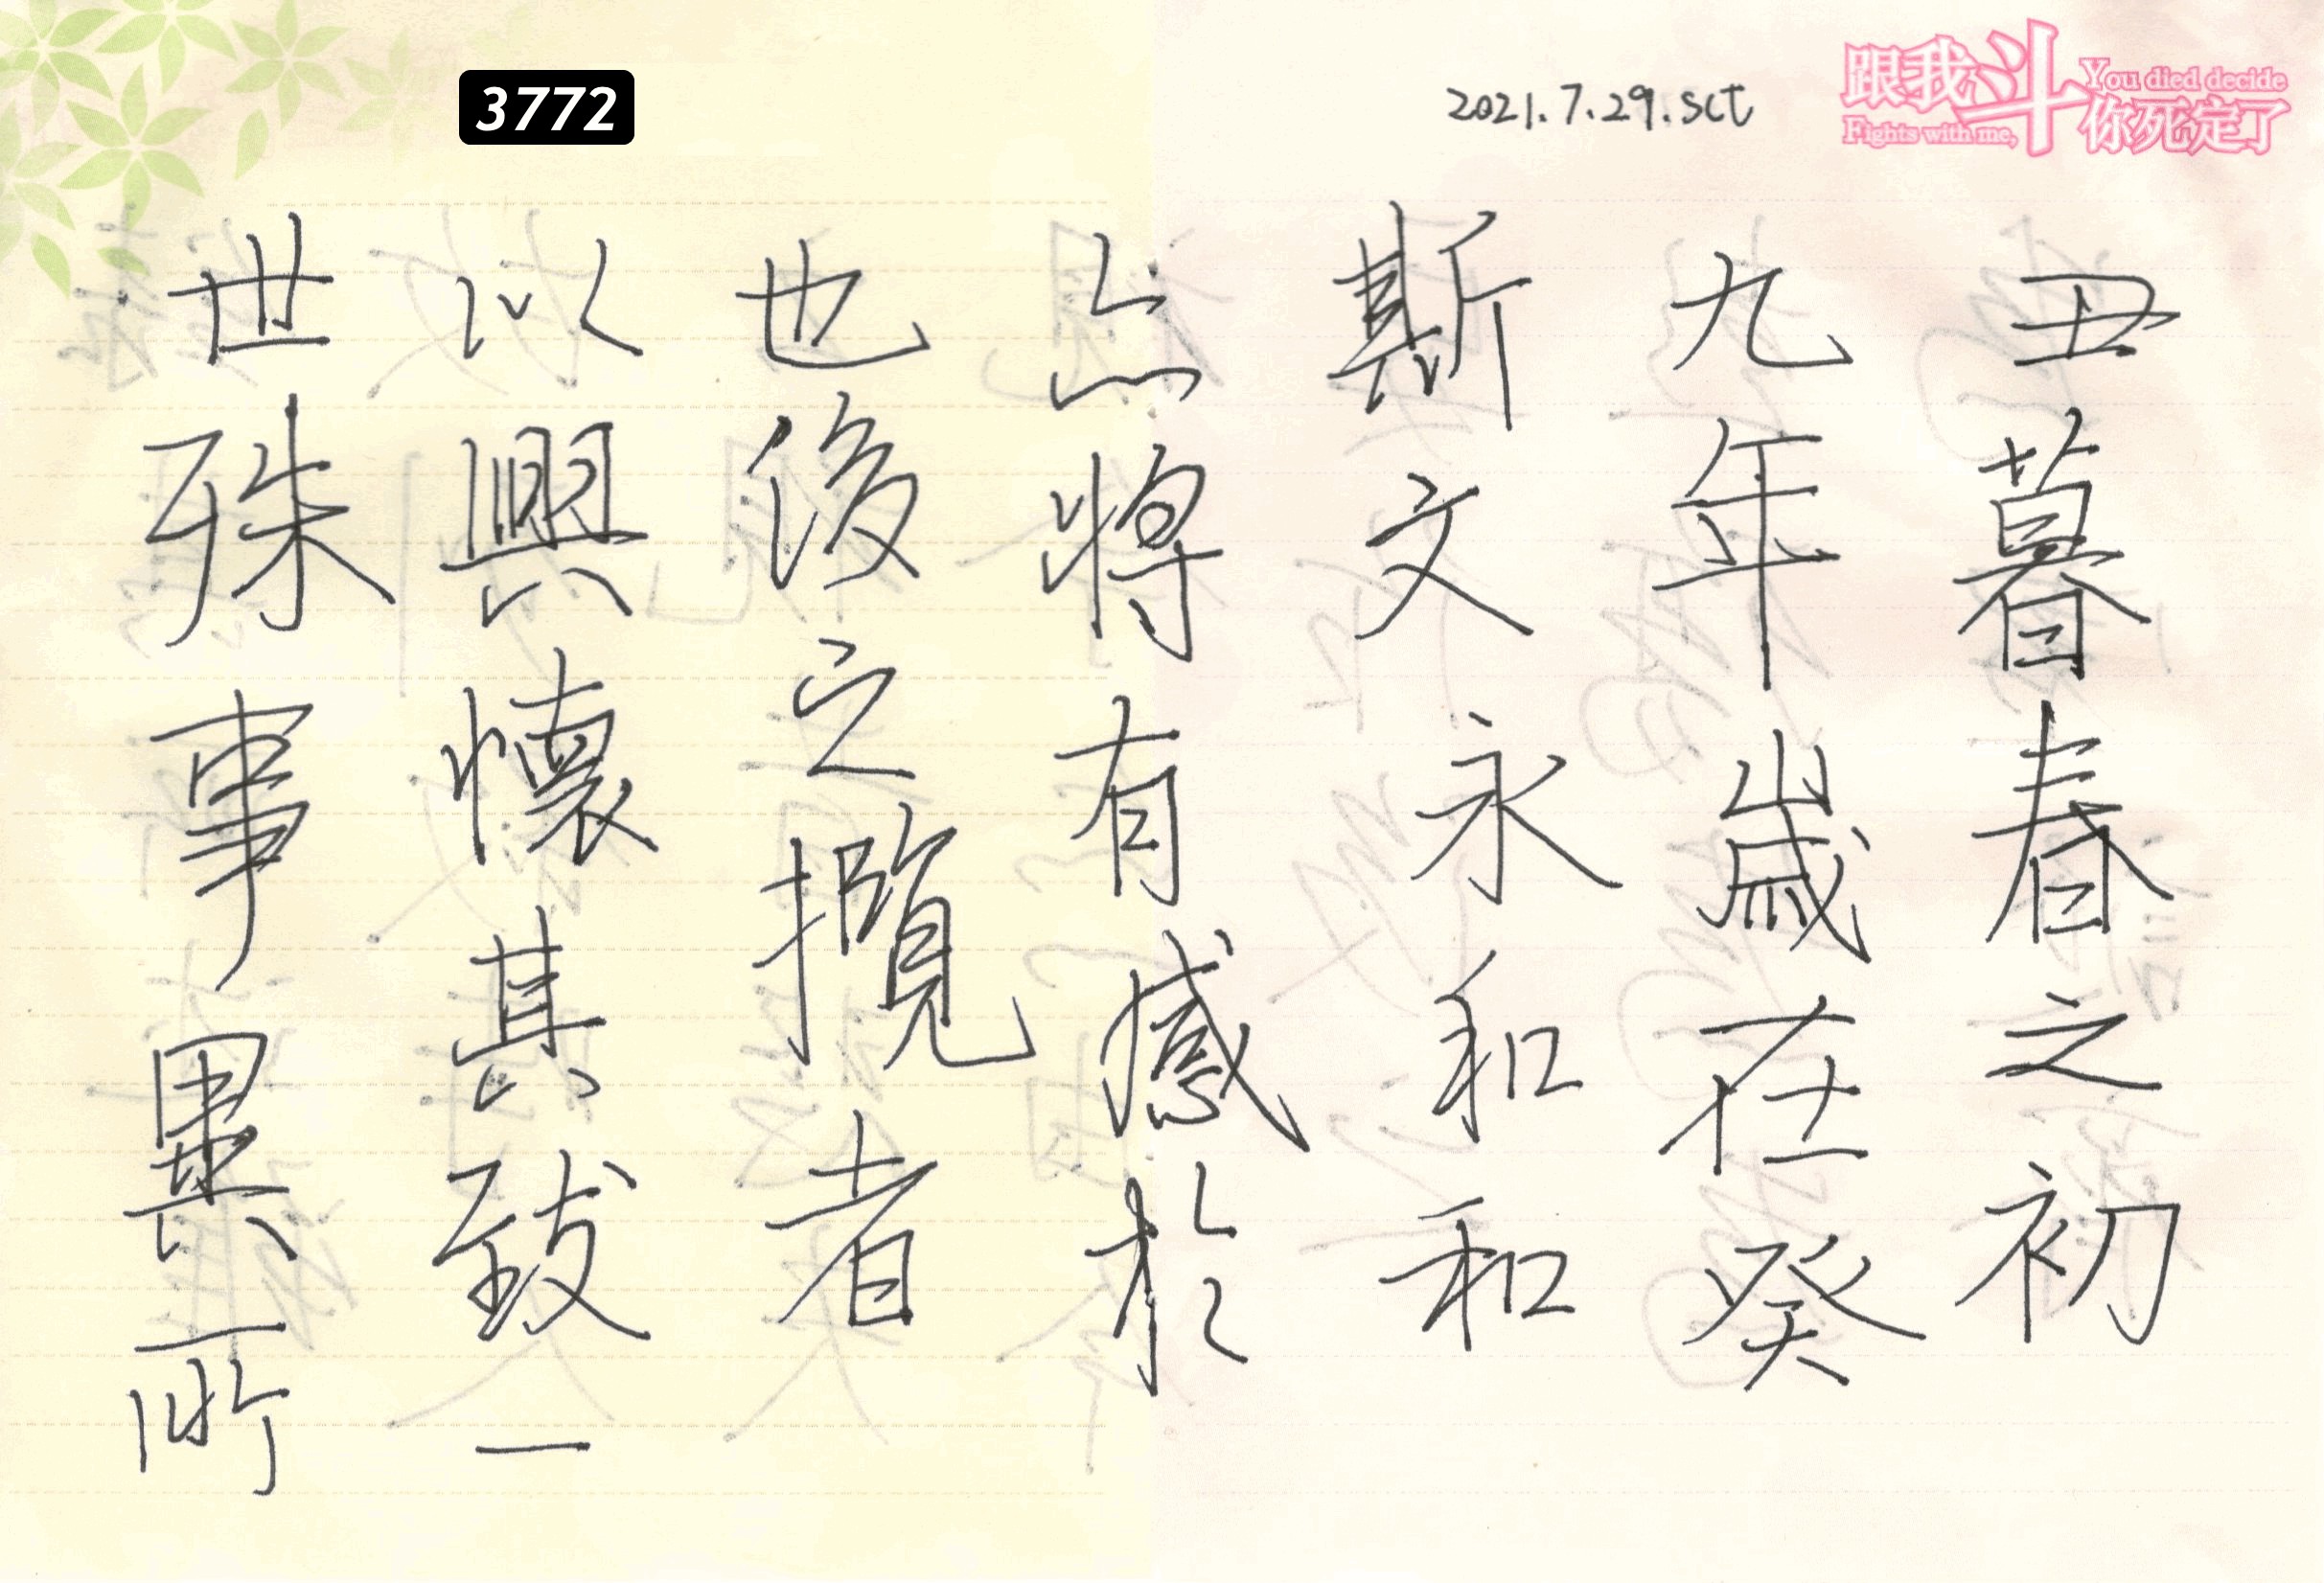 3772
2021.7.29.sct
跟我斗
You died decide
Fights with me,
你死定了
世殊事異所
以興懷其致一
也後之攬者
亦將有感於
斯文永和和
九年歲在癸
丑暮春之初